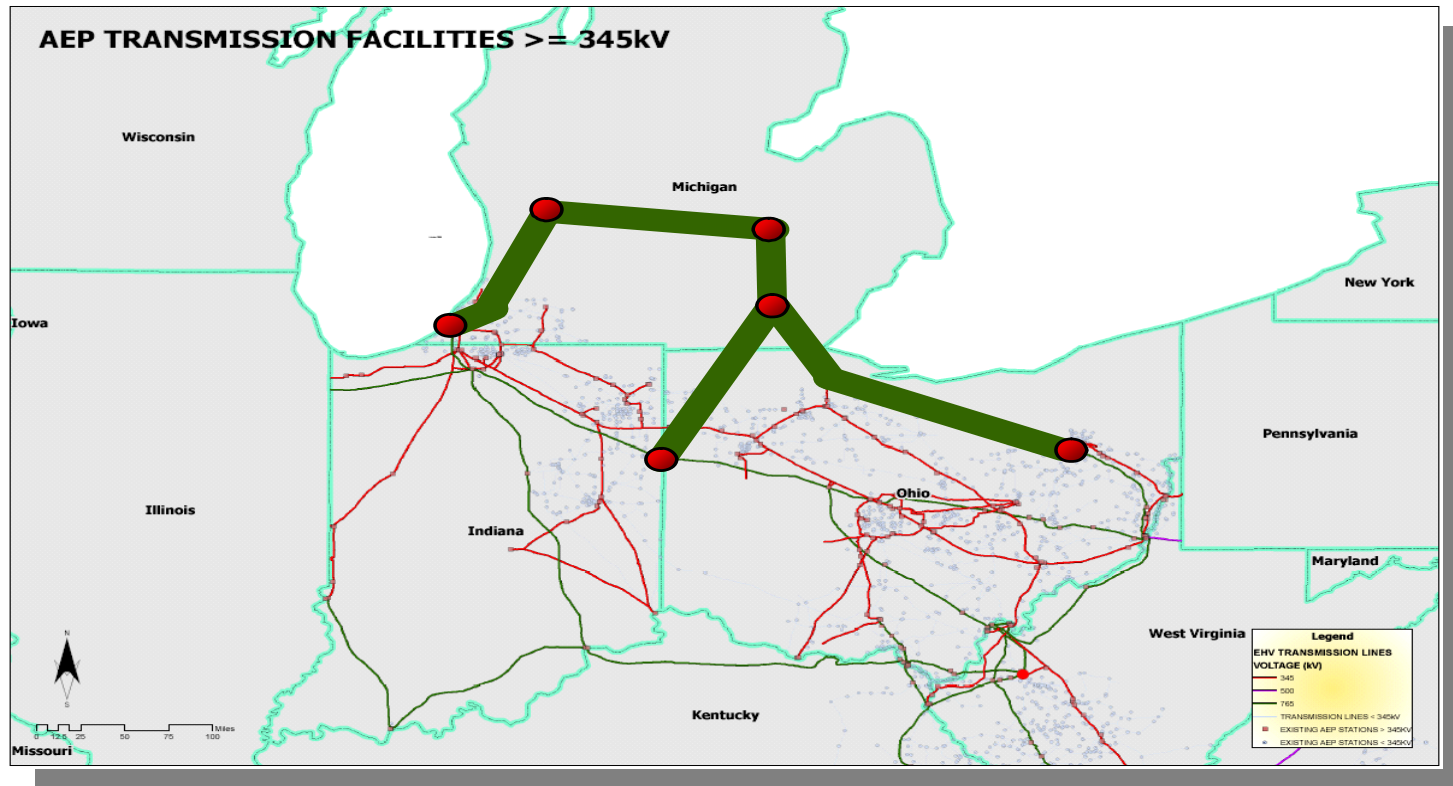 AEP TRANSMISSION FACILITIES >= 345kV
Wisconsin
Michigan
New York
Iowa
Pennsylvania
Ohio
Illinois
Indiana
Maryland
West Virginia
Kentucky
Missouri
N
S
0 12.5 25 50 75 100 Miles
Legend
EHV TRANSMISSION LINES
VOLTAGE (kV)
345
500
765
TRANSMISSION LINES < 345kV
EXISTING AEP STATIONS > 345KV
EXISTING AEP STATIONS < 345KV